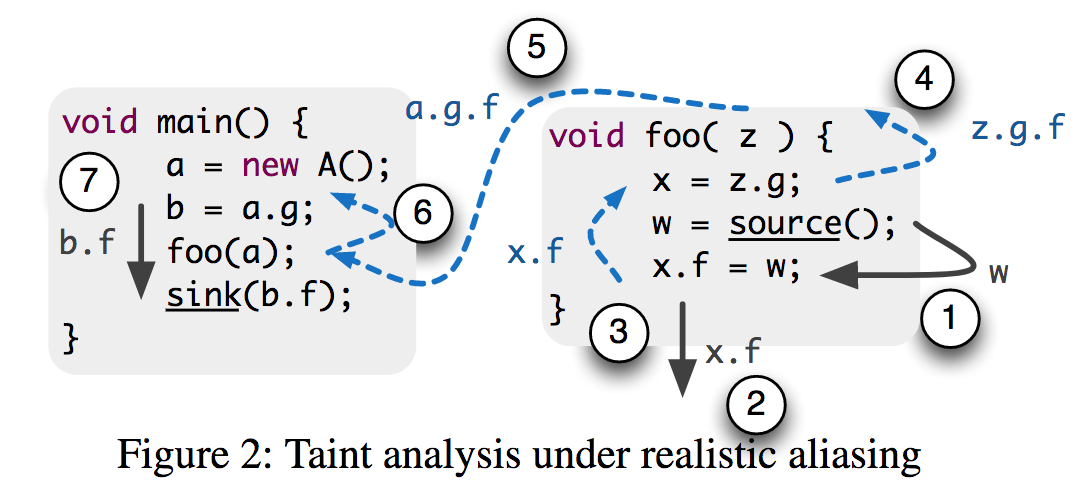 5
4
a.g.f
void main() {
a = new A();
b = a.g;
foo(a);
sink(b.f);
}
7
b.f
6
void foo( z ) {
x = z.g;
w = source();
x.f = w;
}
z.g.f
x.f
3
w
1
x.f
2
Figure 2: Taint analysis under realistic aliasing